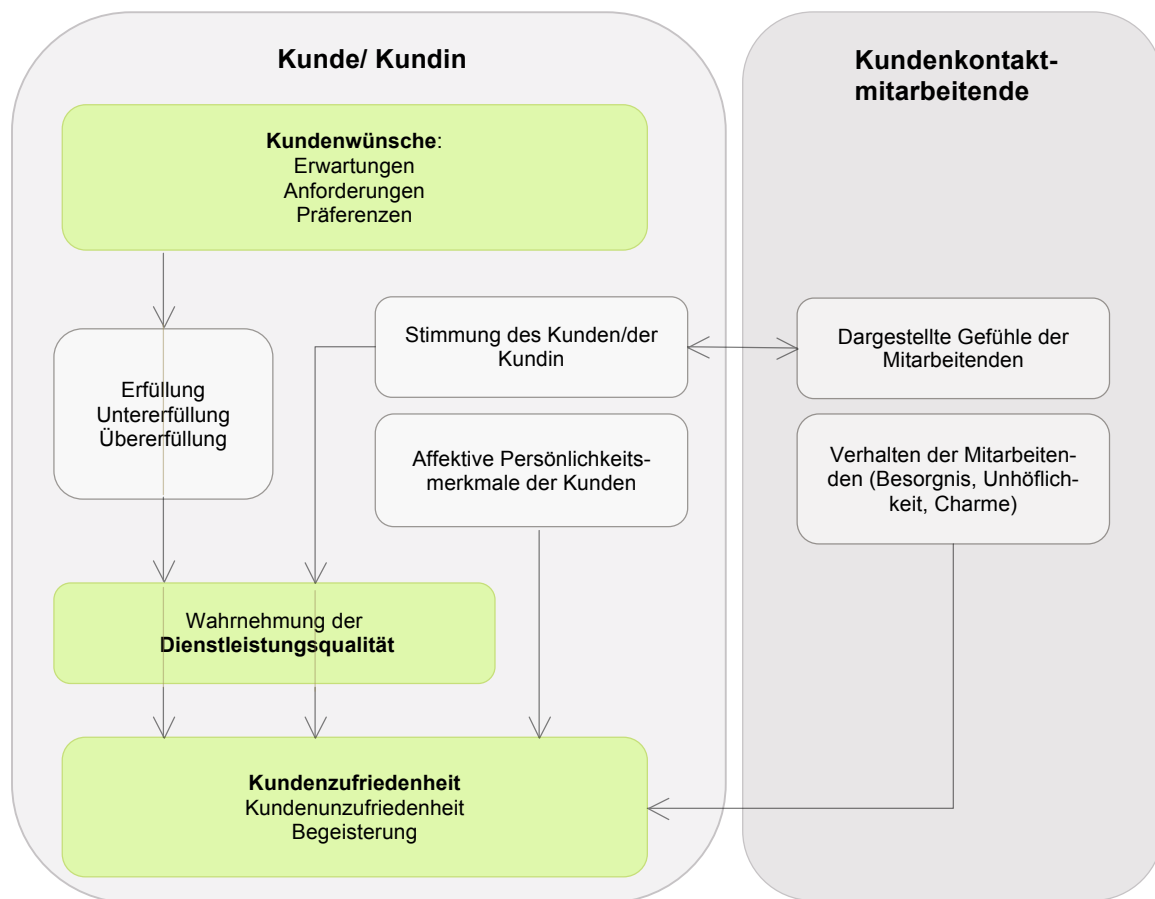 Kunde/ Kundin
Kundenkontakt-
mitarbeitende
Kundenwünsche:
Erwartungen
Anforderungen
Präferenzen
Stimmung des Kunden/der
Kundin
Dargestellte Gefühle der
Mitarbeitenden
Erfüllung
Untererfüllung
Übererfüllung
Affektive Persönlichkeits-
merkmale der Kunden
Verhalten der Mitarbeiten-
den (Besorgnis, Unhöflich-
keit, Charme)
Wahrnehmung der
Dienstleistungsqualität
Kundenzufriedenheit
Kundenunzufriedenheit
Begeisterung